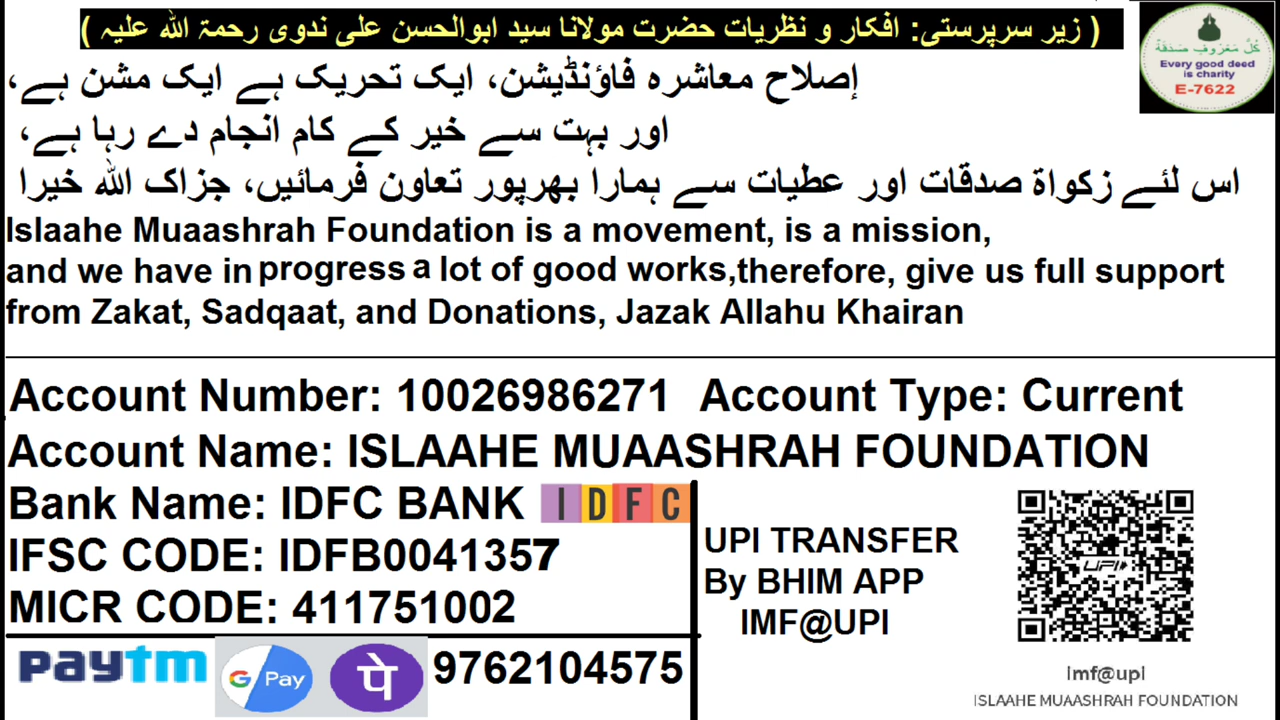 ( زیر سرپرستی: افکار و نظریات حضرت مولانا سید ابوالحسن علی ندوی رحمۃ اللہ علیہ )
كُلُّ مَعْرُوفٍ صَدَقَةٌ
Every good deed
is charity
E-7622
إصلاح معاشرہ فاؤنڈیشن، ایک تحریک ہے ایک مشن ہے،
اور بہت سے خیر کے کام انجام دے رہا ہے،
اس لئے زکواۃ صدقات اور عطیات سے ہمارا بھرپور تعاون فرمائیں، جزاک اللہ خیرا
Islaahe Muaashrah Foundation is a movement, is a mission,
and we have in progress a lot of good works,therefore, give us full support
from Zakat, Sadqaat, and Donations, Jazak Allahu Khairan
Account Number: 10026986271 Account Type: Current
Account Name: ISLAAHE MUAASHRAH FOUNDATION
Bank Name: IDFC BANK IDFC
IFSC CODE: IDFB0041357
MICR CODE: 411751002
paytm G Pay पे 9762104575
UPI TRANSFER
By BHIM APP
IMF@UPI
UPI
imf@upi
ISLAAHE MUAASHRAH FOUNDATION